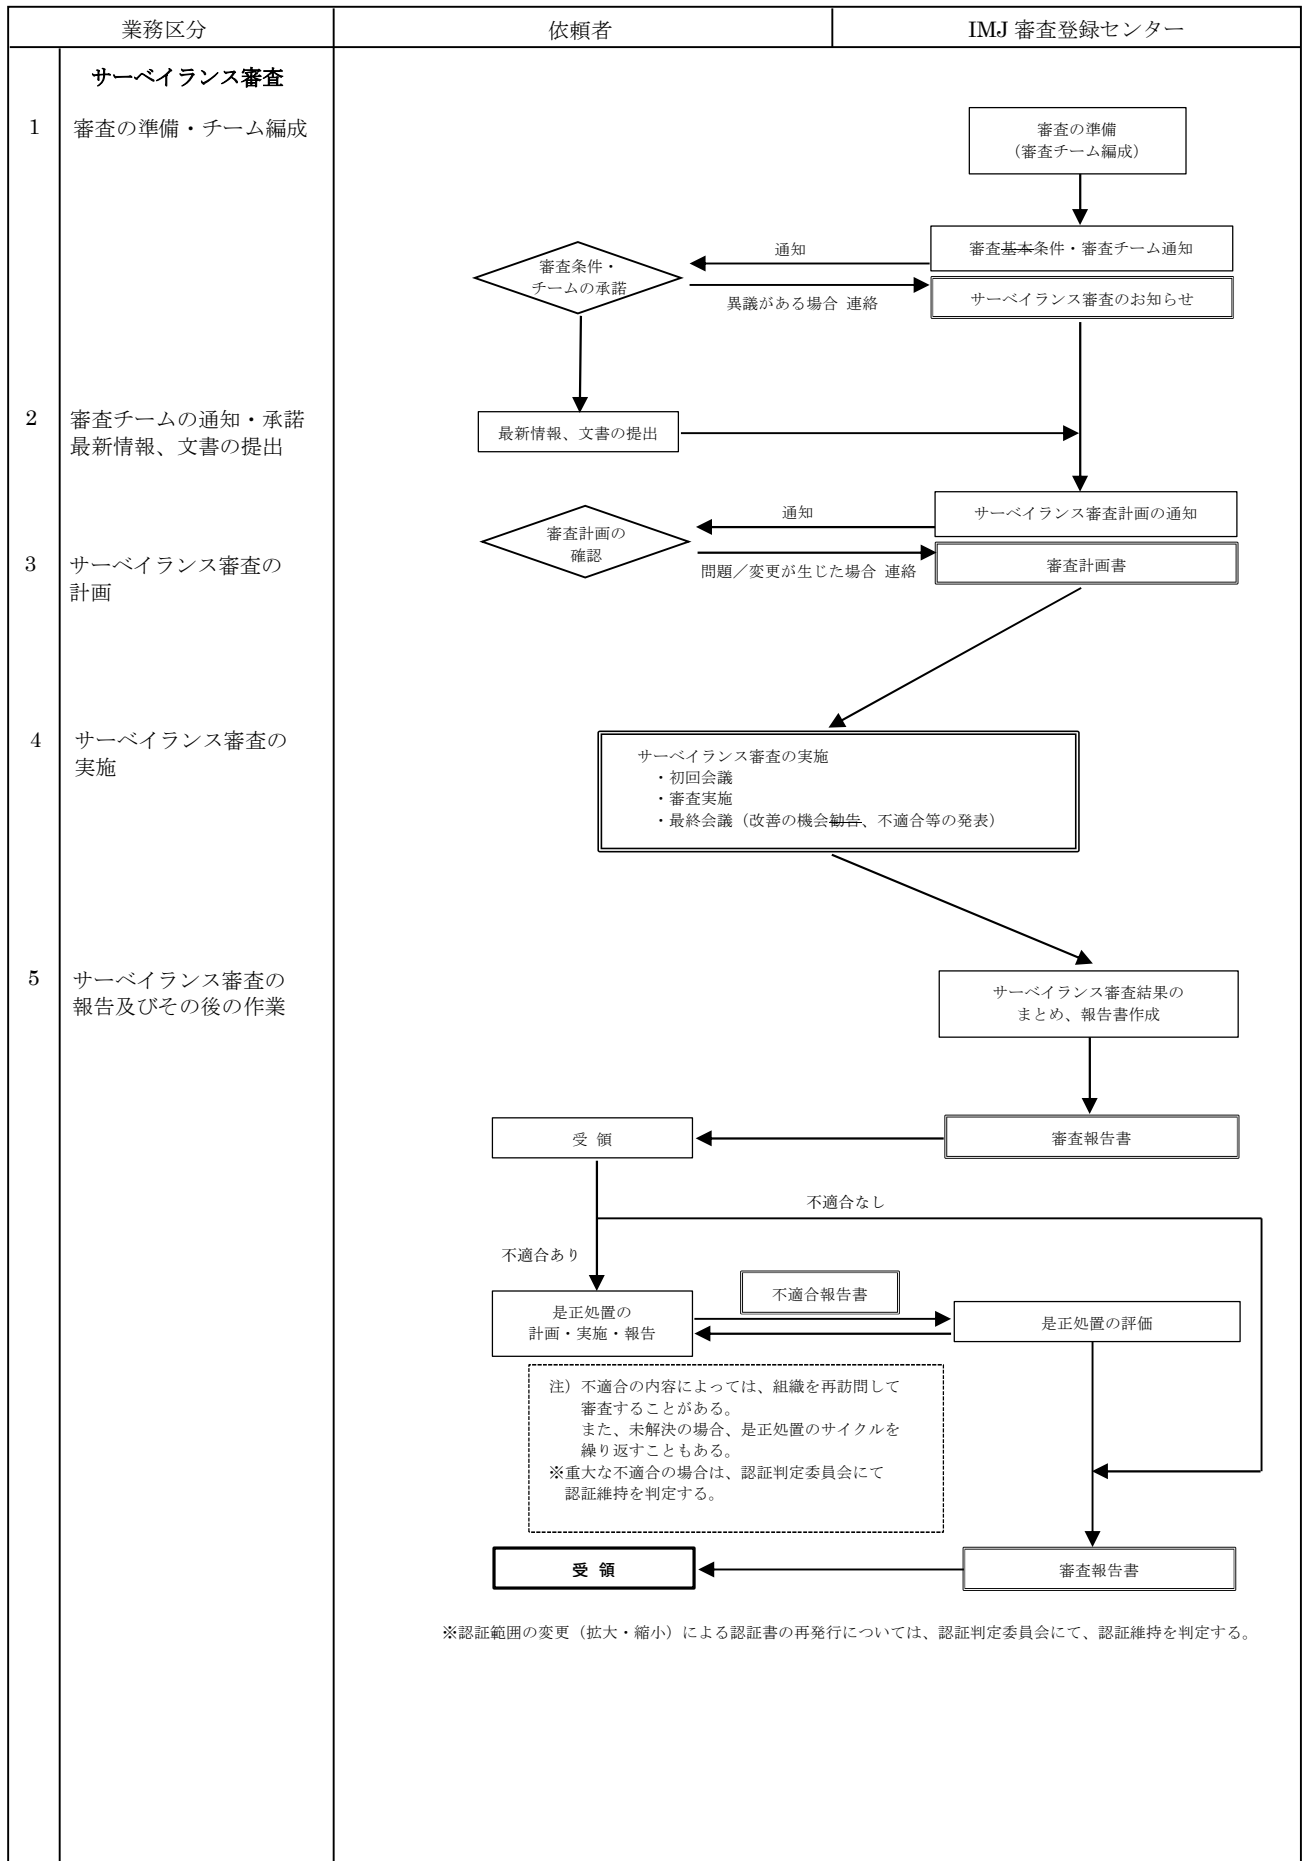 業務区分
依頼者
IMJ 審査登録センター
サーベイランス審査
1
審査の準備・チーム編成
審査の準備
（審査チーム編成）
審査基本条件・審査チーム通知
通知
審査条件・
チームの承諾
異議がある場合 連絡
サーベイランス審査のお知らせ
2
審査チームの通知・承諾
最新情報、文書の提出
最新情報、文書の提出
サーベイランス審査計画の通知
通知
審査計画の
確認
問題／変更が生じた場合 連絡
審査計画書
3
サーベイランス審査の
計画
4
サーベイランス審査の
実施
サーベイランス審査の実施
・初回会議
・審査実施
・最終会議（改善の機会勧告、不適合等の発表）
5
サーベイランス審査の
報告及びその後の作業
サーベイランス審査結果の
まとめ、報告書作成
受 領
審査報告書
不適合なし
不適合あり
不適合報告書
是正処置の
計画・実施・報告
是正処置の評価
注）不適合の内容によっては、組織を再訪問して
審査することがある。
また、未解決の場合、是正処置のサイクルを
繰り返すこともある。
※重大な不適合の場合は、認証判定委員会にて
認証維持を判定する。
受 領
審査報告書
※認証範囲の変更（拡大・縮小）による認証書の再発行については、認証判定委員会にて、認証維持を判定する。